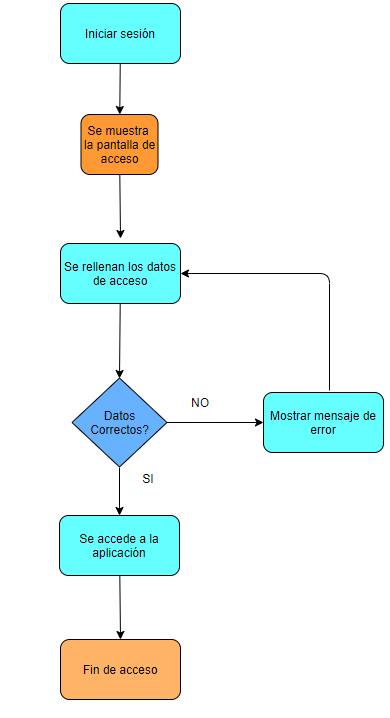 Iniciar sesión
Se muestra
la pantalla de
acceso
Se rellenan los datos
de acceso
Datos
Correctos?
NO
Mostrar mensaje de
error
SI
Se accede a la
aplicación
Fin de acceso